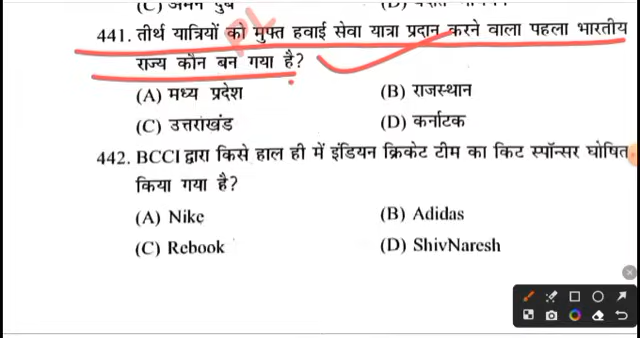 (C) अमन दुबे
441. तीर्थ यात्रियों को मुफ्त हवाई सेवा यात्रा प्रदान करने वाला पहला भारतीय
राज्य कौन बन गया है?
(A) मध्य प्रदेश (B) राजस्थान
(C) उत्तराखंड (D) कर्नाटक
442. BCCI द्वारा किसे हाल ही में इंडियन क्रिकेट टीम का किट स्पॉन्सर घोषित
किया गया है?
(A) Nike (B) Adidas
(C) Rebook (D) ShivNaresh